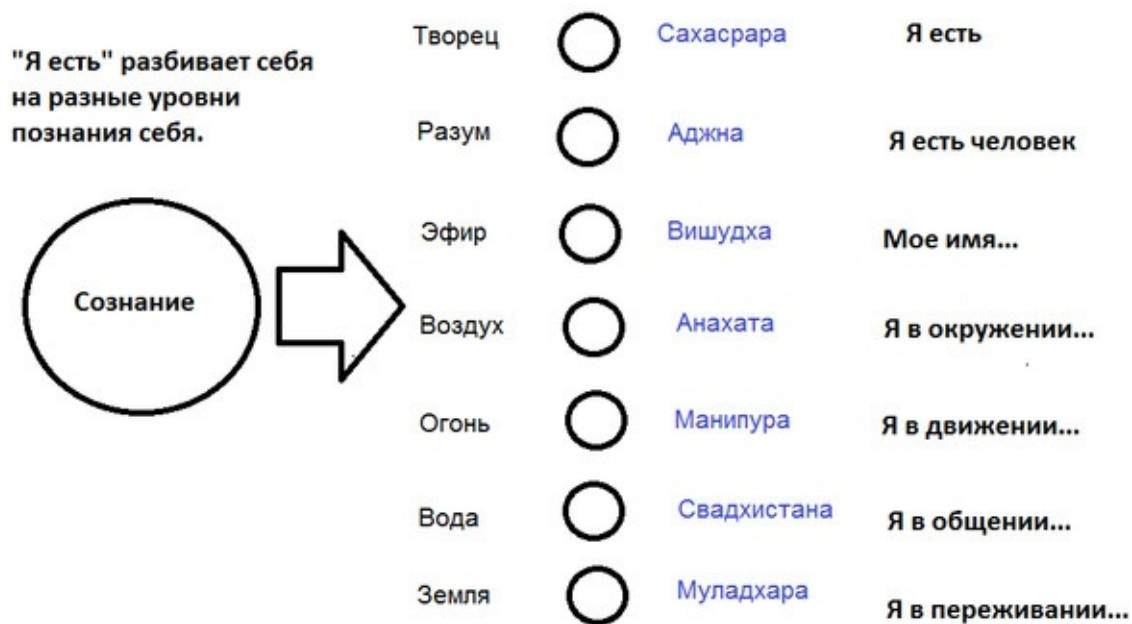 "Я есть" разбивает себя
на разные уровни
познания себя.
Сознание
Творец Сахасрара Я есть
Разум Аджна Я есть человек
Эфир Вишудха Мое имя...
Воздух Анахата Я в окружении...
Огонь Манипура Я в движении...
Вода Свадхистана Я в общении...
Земля Муладхара Я в переживании...